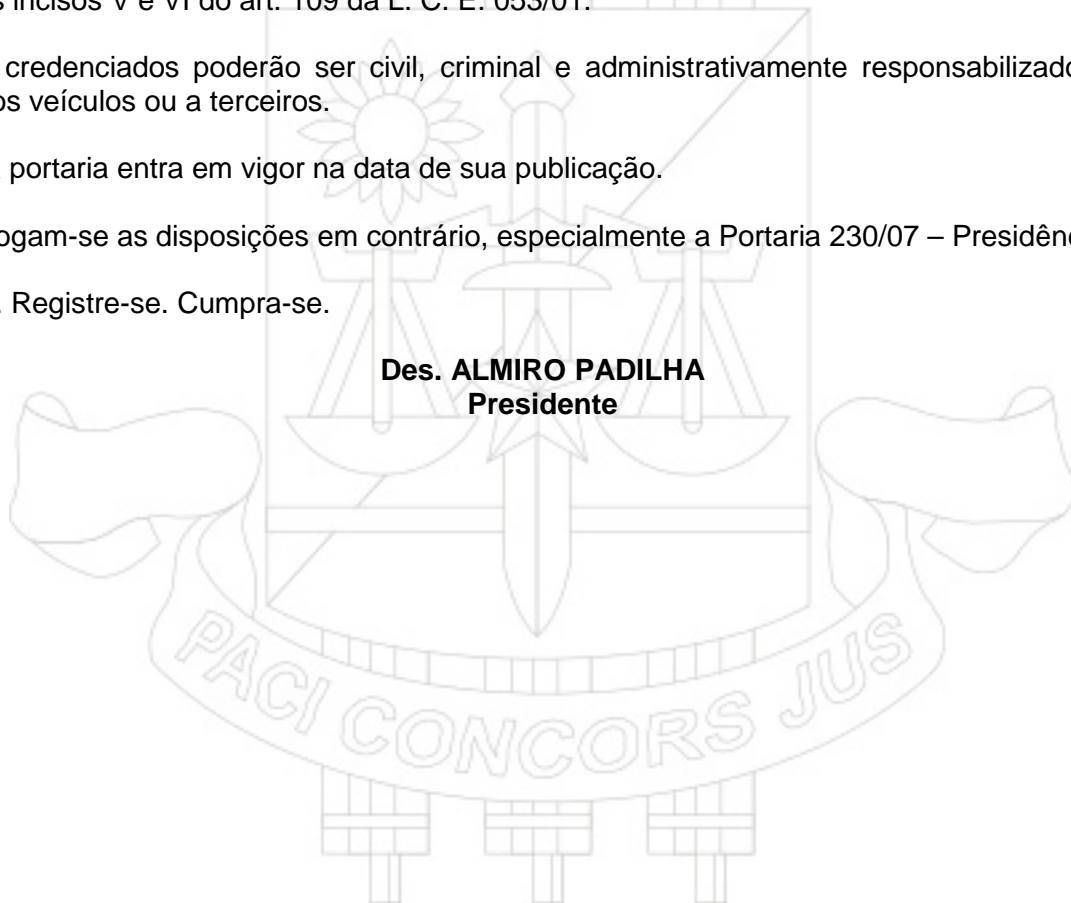 incisos V e VI do art. 109 da L. C. E. 053/01.
credenciados poderão ser civil, criminal e administrativamente responsabilizado
os veículos ou a terceiros.
portaria entra em vigor na data de sua publicação.
ogam-se as disposições em contrário, especialmente a Portaria 230/07 – Presidênc
. Registre-se. Cumpra-se.
Des. ALMIRO PADILHA
Presidente
PACI CONCORS JUS